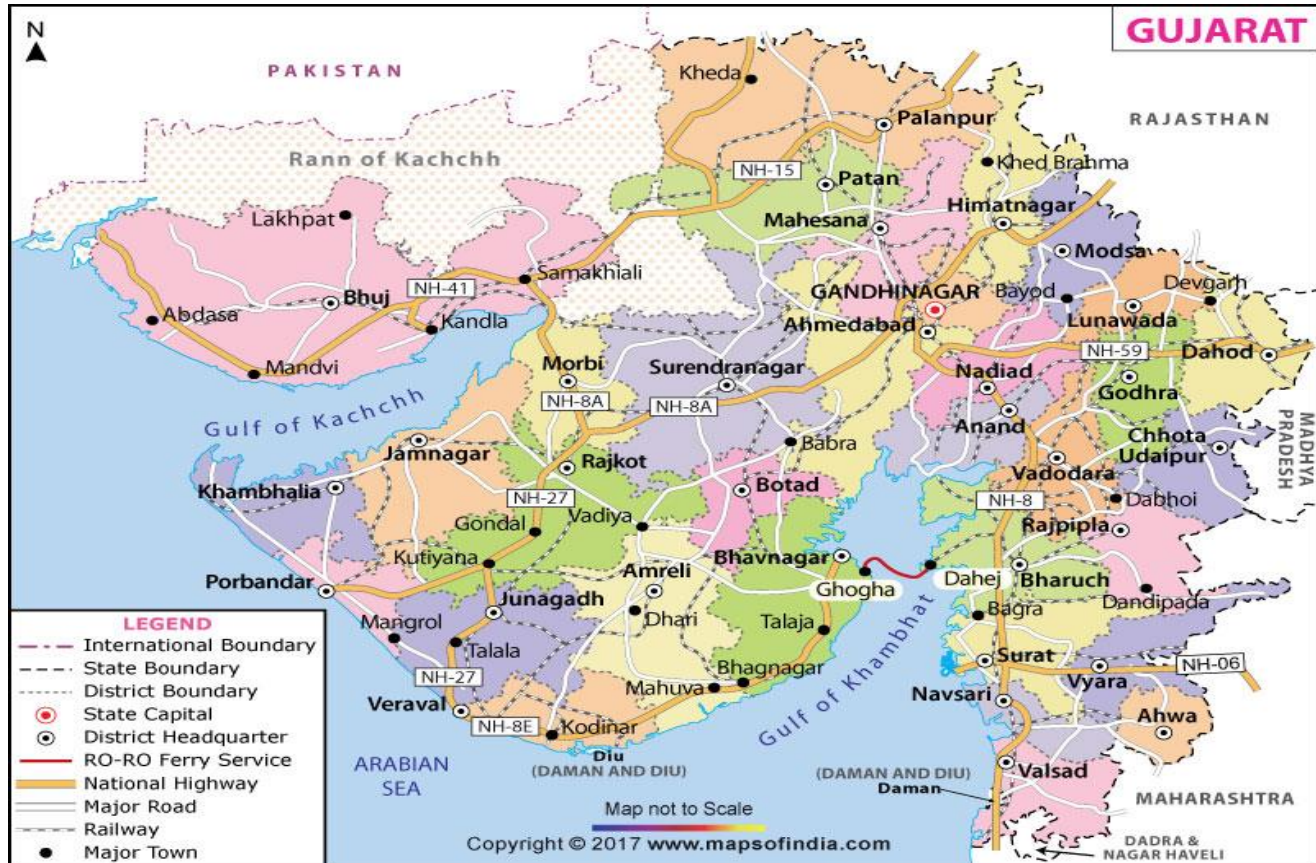 GUJARAT
N
PAKISTAN
RAJASTHAN
Kheda
Palanpur
Rann of Kachchh
NH-15
Khed Brahma
Patan
Lakhpat
Mahesana
Himatnagar
Modsa
Samakhiali
NH-41
Bhuj
GANDHINAGAR
Bayod
Devgarh
Abdasa
Kandla
Ahmedabad
Lunawada
NH-59
Dahod
Mandvi
Morbi
Surendranagar
Nadiad
Godhra
NH-8A
NH-8A
Gulf of Kachchh
Anand
Chhota
Udaipur
MADHYA
PRADESH
Babra
Jamnagar
Rajkot
Vadodara
Khambhalia
Botad
NH-27
NH-8
Dabhoi
Gondal
Vadiya
Rajpipla
Kutiyana
Bhavnagar
Amreli
Ghogha
Dahej
Bharuch
Porbandar
Junagadh
Dhari
Talaja
Bagra
Dandipada
Mangrol
Talala
Gulf of Khambhat
Surat
NH-27
Bhagnagar
Mahuva
Vyara
NH-06
Navsari
Veraval
NH-8E
Kodinar
Ahwa
Diu
(DAMAN AND DIU)
ARABIAN
SEA
(DAMAN AND DIU)
Daman
Valsad
MAHARASHTRA
DADRA &
NAGAR HAVELI
LEGEND
International Boundary
State Boundary
District Boundary
State Capital
District Headquarter
RO-RO Ferry Service
National Highway
Major Road
Railway
Major Town
Map not to Scale
Copyright © 2017 www.mapsofindia.com